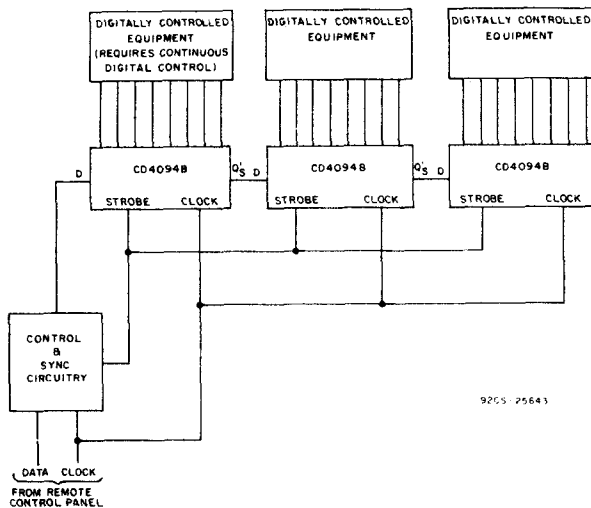 DIGITALLY CONTROLLED
EQUIPMENT
(REQUIRES CONTINUOUS
DIGITAL CONTROL)
DIGITALLY CONTROLLED
EQUIPMENT
DIGITALLY CONTROLLED
EQUIPMENT
D
CD4094B
STROBE CLOCK
Q'S D
CD4094B
STROBE CLOCK
Q'S D
CD4094B
STROBE CLOCK
CONTROL
&
SYNC
CIRCUITRY
92CS-25643
DATA CLOCK
FROM REMOTE
CONTROL PANEL